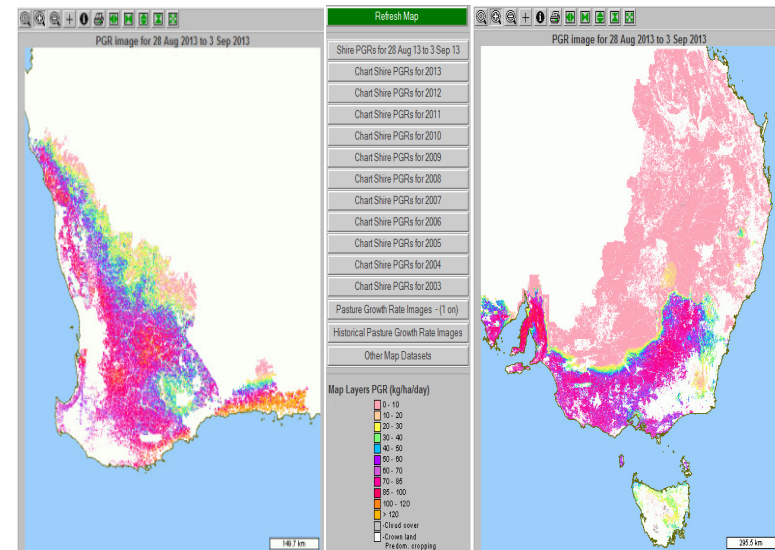 PGR image for 28 Aug 2013 to 3 Sep 2013
149.7 km
Refresh Map
Shire PGRs for 28 Aug 13 to 3 Sep 13
Chart Shire PGRs for 2013
Chart Shire PGRs for 2012
Chart Shire PGRs for 2011
Chart Shire PGRs for 2010
Chart Shire PGRs for 2009
Chart Shire PGRs for 2008
Chart Shire PGRs for 2007
Chart Shire PGRs for 2006
Chart Shire PGRs for 2005
Chart Shire PGRs for 2004
Chart Shire PGRs for 2003
Pasture Growth Rate Images - (1 on)
Historical Pasture Growth Rate Images
Other Map Datasets
Map Layers PGR (kg/ha/day)
0 - 10
10 - 20
20 - 30
30 - 40
40 - 50
50 - 60
60 - 70
70 - 85
85 - 100
100 - 120
> 120
-Cloud cover
-Crown land
Predom. cropping
PGR image for 28 Aug 2013 to 3 Sep 2013
295.5 km